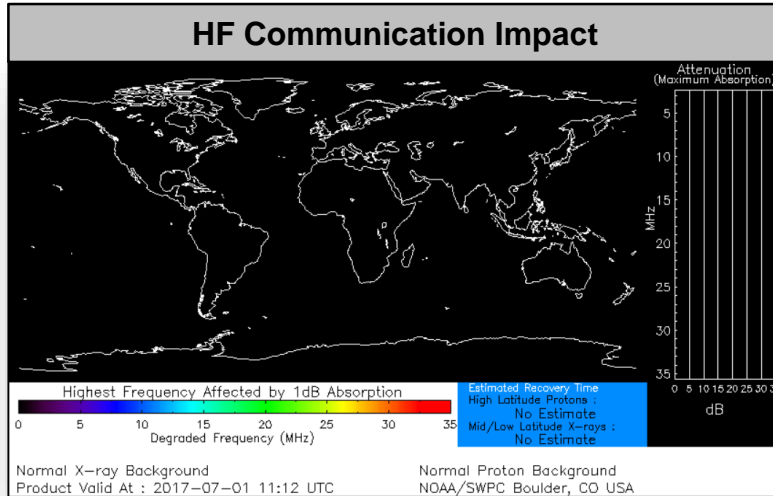 HF Communication Impact
Attenuation
(Maximum Absorption)
5
10
15
20
25
30
35
MHz
0 5 10 15 20 25 30
dB
Highest Frequency Affected by 1dB Absorption
0 5 10 15 20 25 30 35
Degraded Frequency (MHz)
Estimated Recovery Time
High Latitude Protons :
No Estimate
Mid/Low Latitude X-rays :
No Estimate
Normal X-ray Background
Normal Proton Background
Product Valid At : 2017-07-01 11:12 UTC
NOAA/SWPC Boulder, CO USA